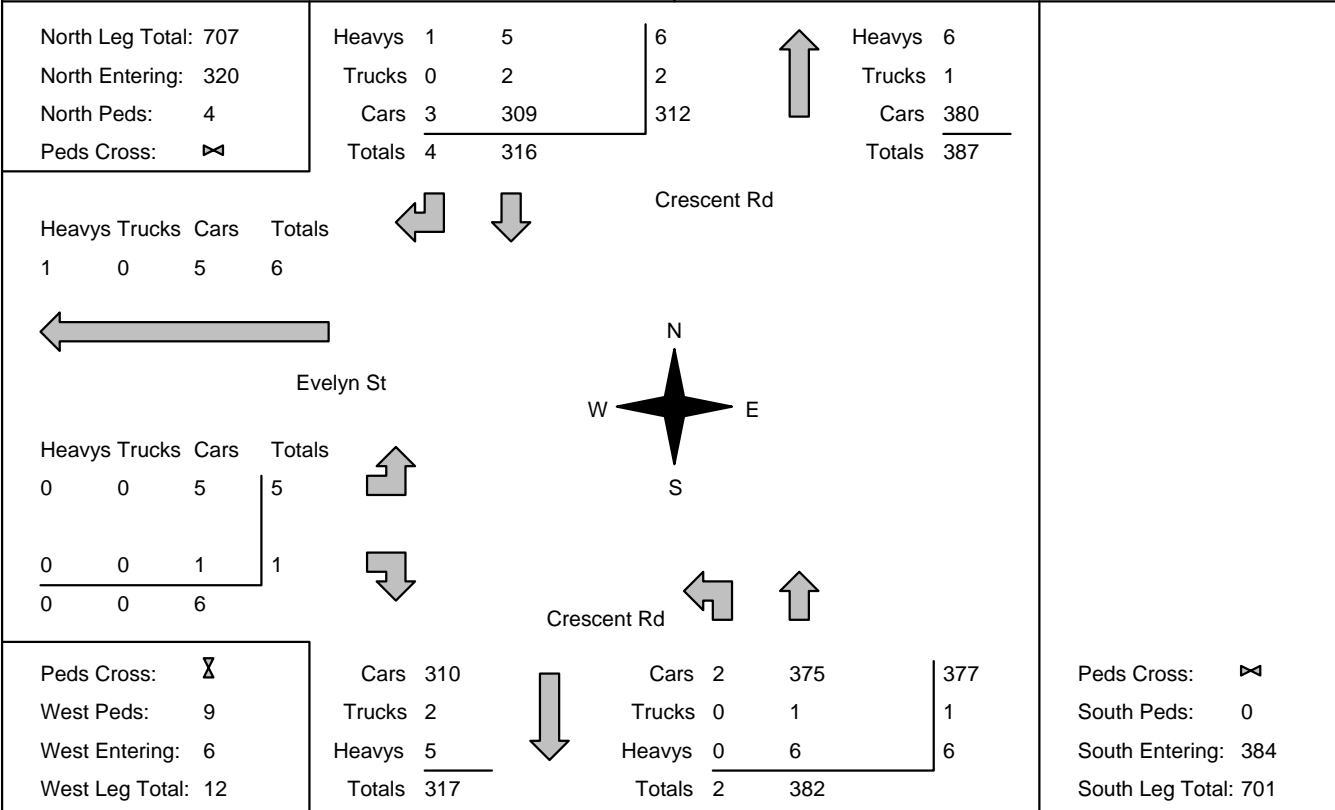 North Leg Total: 707
North Entering: 320
North Peds: 4
Peds Cross:
Heavys 1 5 6
Trucks 0 2 2
Cars 3 309 312
Totals 4 316
Heavys 6
Trucks 1
Cars 380
Totals 387
Crescent Rd
Heavys Trucks Cars Totals
1 0 5 6
Evelyn St
N
W E
S
Heavys Trucks Cars Totals
0 0 5 5
0 0 1 1
0 0 6
Crescent Rd
Peds Cross:
West Peds: 9
West Entering: 6
West Leg Total: 12
Cars 310
Trucks 2
Heavys 5
Totals 317
Cars 2 375 377
Trucks 0 1 1
Heavys 0 6 6
Totals 2 382
Peds Cross:
South Peds: 0
South Entering: 384
South Leg Total: 701